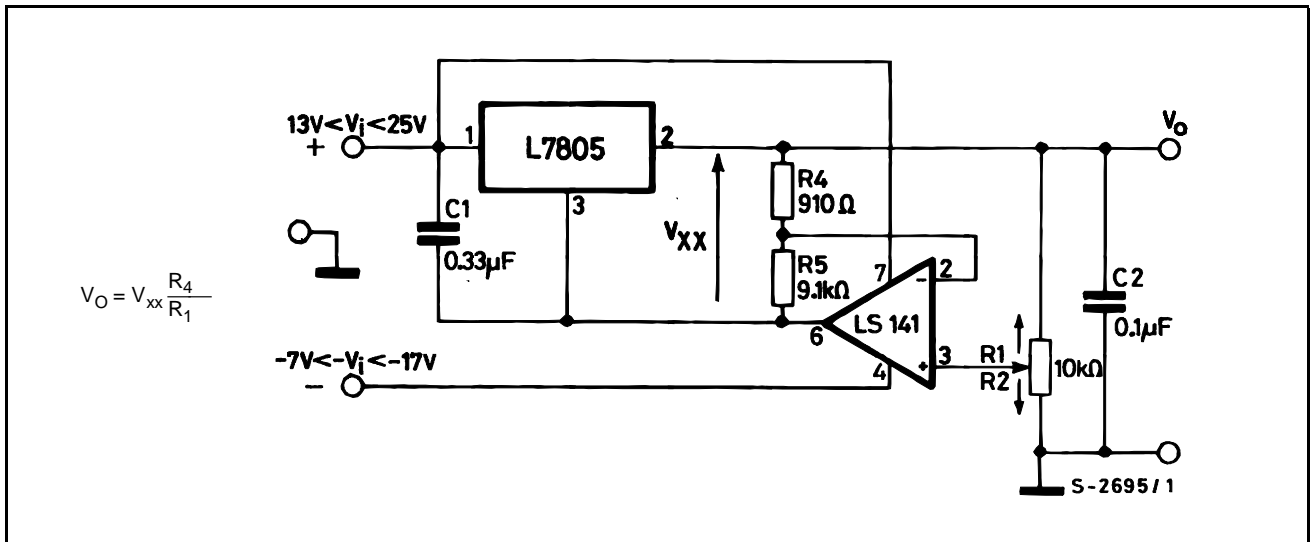 13V<Vi<25V
+
1
L7805
2
Vo
3
C1
0.33µF
VXX
R4
910Ω
R5
9.1kΩ
7
2
-
LS 141
6
3
+
4
R1
R2
10kΩ
C2
0.1µF
VO = Vxx R4
R1
-7V<-Vi<-17V
−
S-2695/1